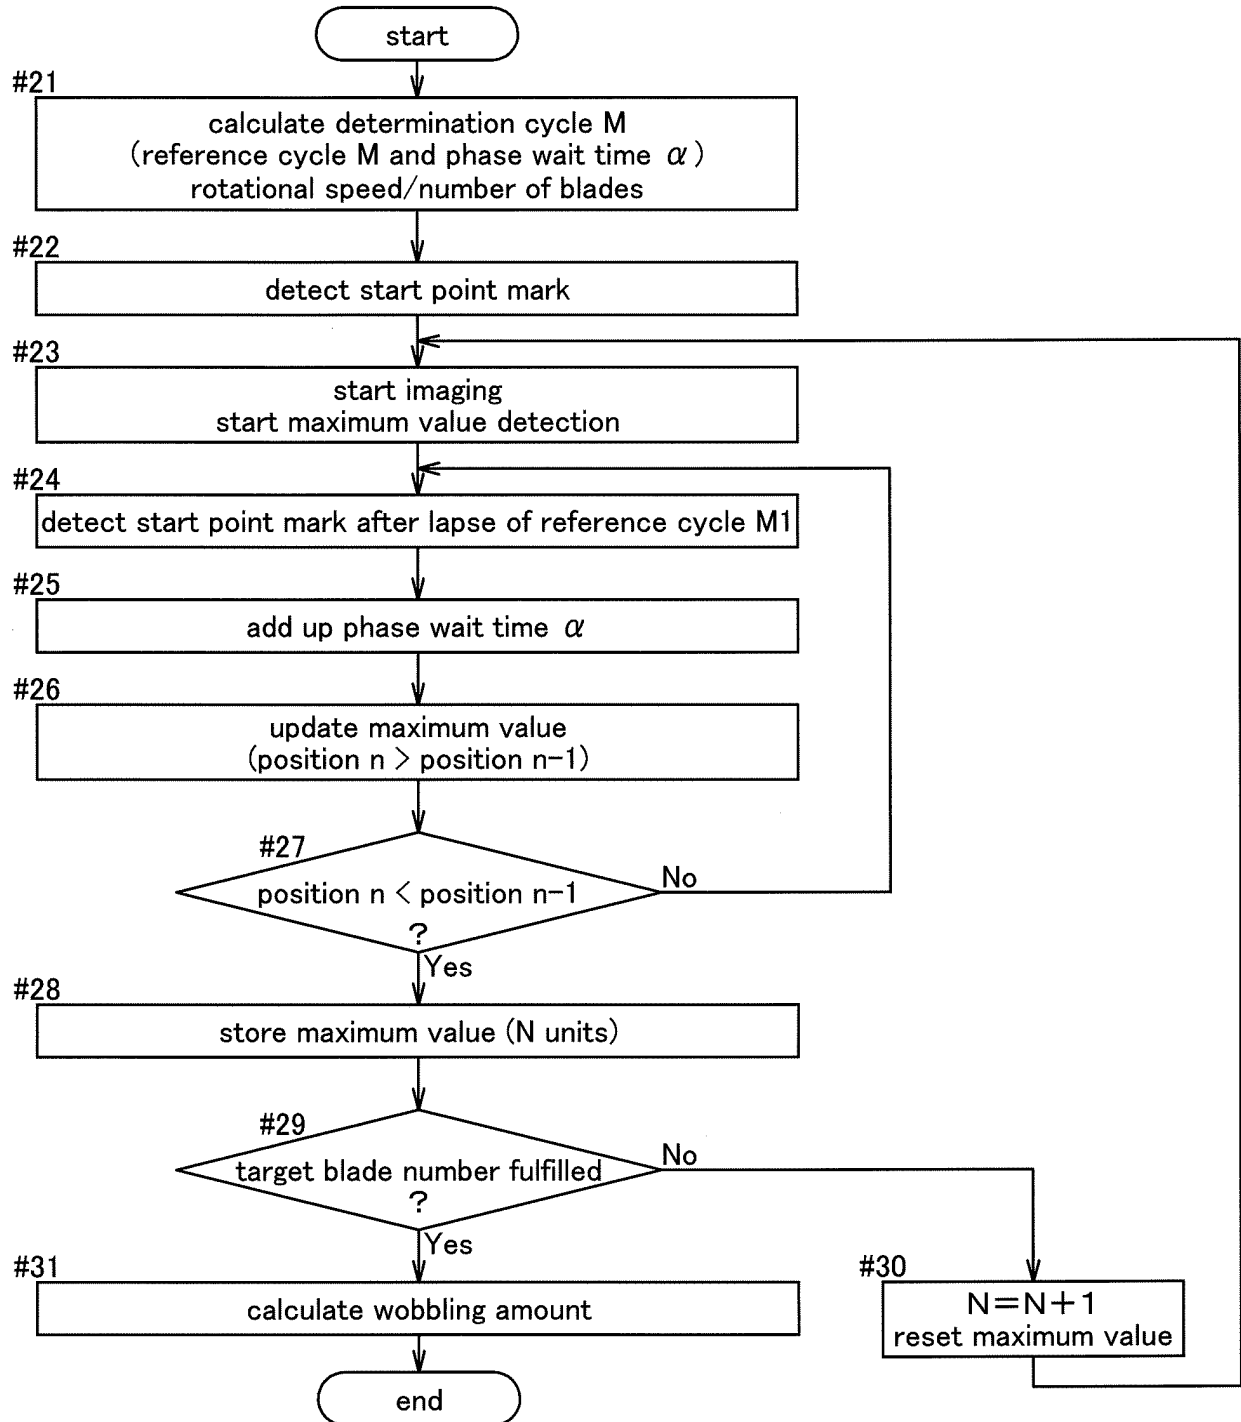 start
#21
calculate determination cycle M
(reference cycle M and phase wait time α)
rotational speed/number of blades
#22
detect start point mark
#23
start imaging
start maximum value detection
#24
detect start point mark after lapse of reference cycle M1
#25
add up phase wait time α
#26
update maximum value
(position n > position n-1)
#27
position n < position n-1
?
No
Yes
#28
store maximum value (N units)
#29
target blade number fulfilled
?
No
Yes
#30
N=N+1
reset maximum value
#31
calculate wobbling amount
end